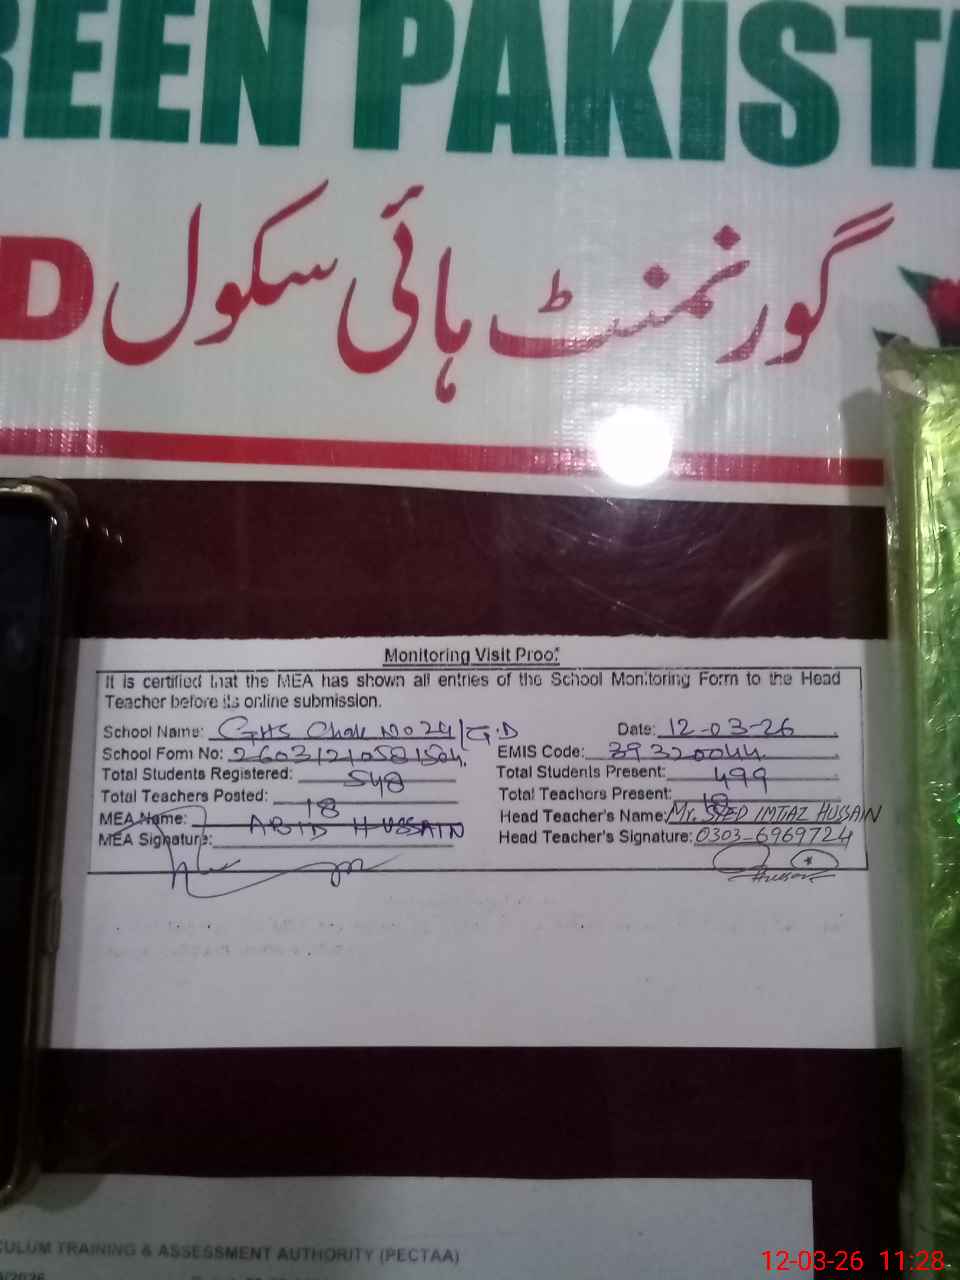 REEN PAKISTA
گورنمنٹ ہائی سکول D
Monitoring Visit Proof
It is certified that the MEA has shown all entries of the School Monitoring Form to the Head
Teacher before its online submission.
School Name: GHS Chak No 24/G.D Date: 12-03-26
School Form No: EMIS Code: 39320044
Total Students Registered: 548 Total Students Present: 499
Total Teachers Posted: 18 Total Teachers Present: 18
MEA Name: ABID HUSSAIN Head Teacher's Name: Mr. SYED IMTIAZ HUSSAIN
MEA Signature: Head Teacher's Signature: 0303-6969724
CULUM TRAINING & ASSESSMENT AUTHORITY (PECTAA)
/2026
12-03-26 11:28